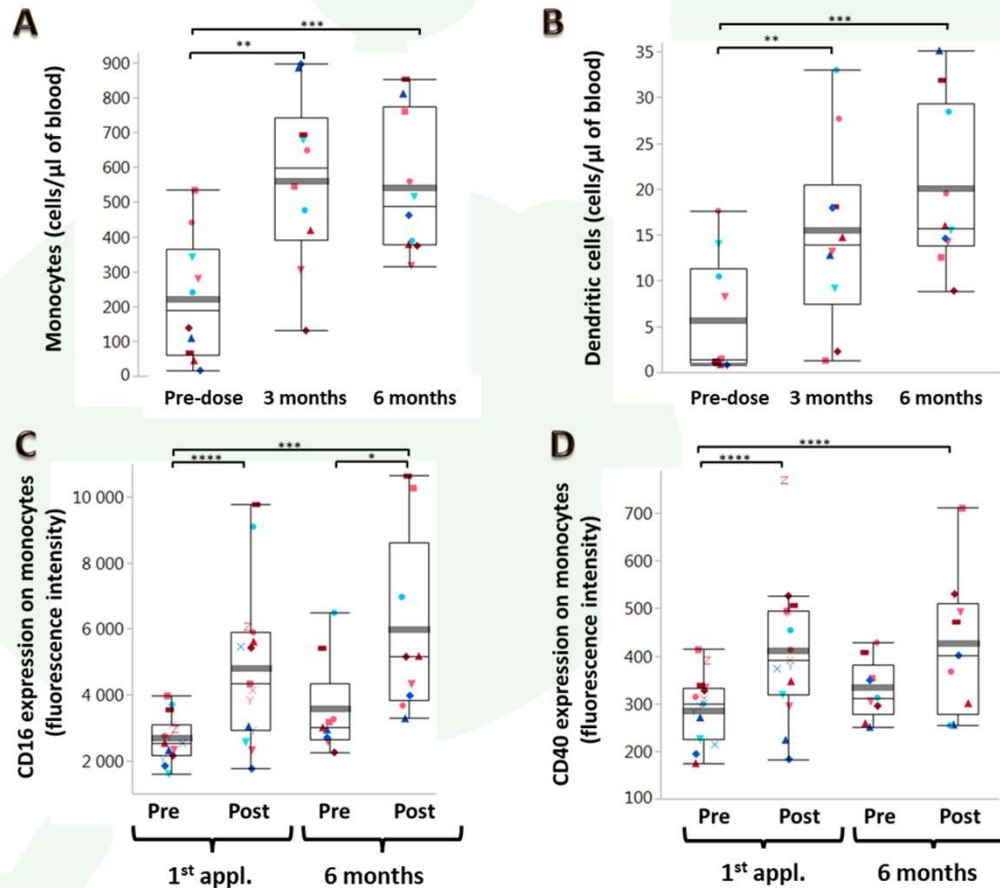 A
***
**
Monocytes (cells/µl of blood)
900
800
700
600
500
400
300
200
100
0
Pre-dose 3 months 6 months
B
***
**
Dendritic cells (cells/µl of blood)
35
30
25
20
15
10
5
0
Pre-dose 3 months 6 months
C
***
**** *
CD16 expression on monocytes
(fluorescence intensity)
10 000
8 000
6 000
4 000
2 000
Pre Post Pre Post
1st appl. 6 months
D
****
****
CD40 expression on monocytes
(fluorescence intensity)
700
600
500
400
300
200
100
Pre Post Pre Post
1st appl. 6 months